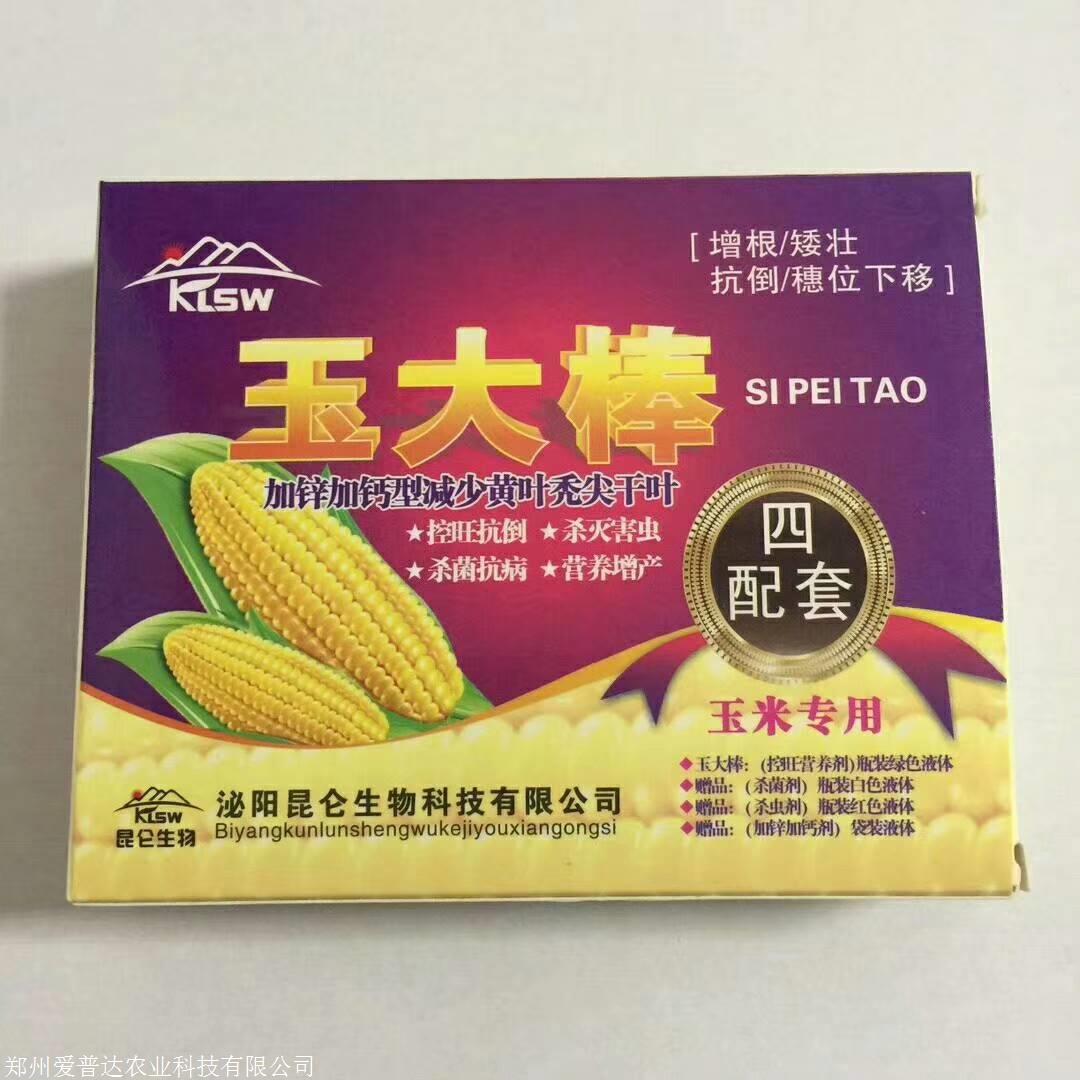 KLSW
[ 增根/矮壮
抗倒/穗位下移 ]
玉大棒
SI PEI TAO
加锌加钙型减少黄叶秃尖干叶
★控旺抗倒 ★杀灭害虫
★杀菌抗病 ★营养增产
四
配套
玉米专用
◆玉大棒：(控旺营养剂)瓶装绿色液体
◆赠品：(杀菌剂) 瓶装白色液体
◆赠品：(杀虫剂) 瓶装红色液体
◆赠品：(加锌加钙剂) 袋装液体
KLSW
昆仑生物
泌阳昆仑生物科技有限公司
Biyangkunlunshengwukejiyouxiangongsi
郑州爱普达农业科技有限公司